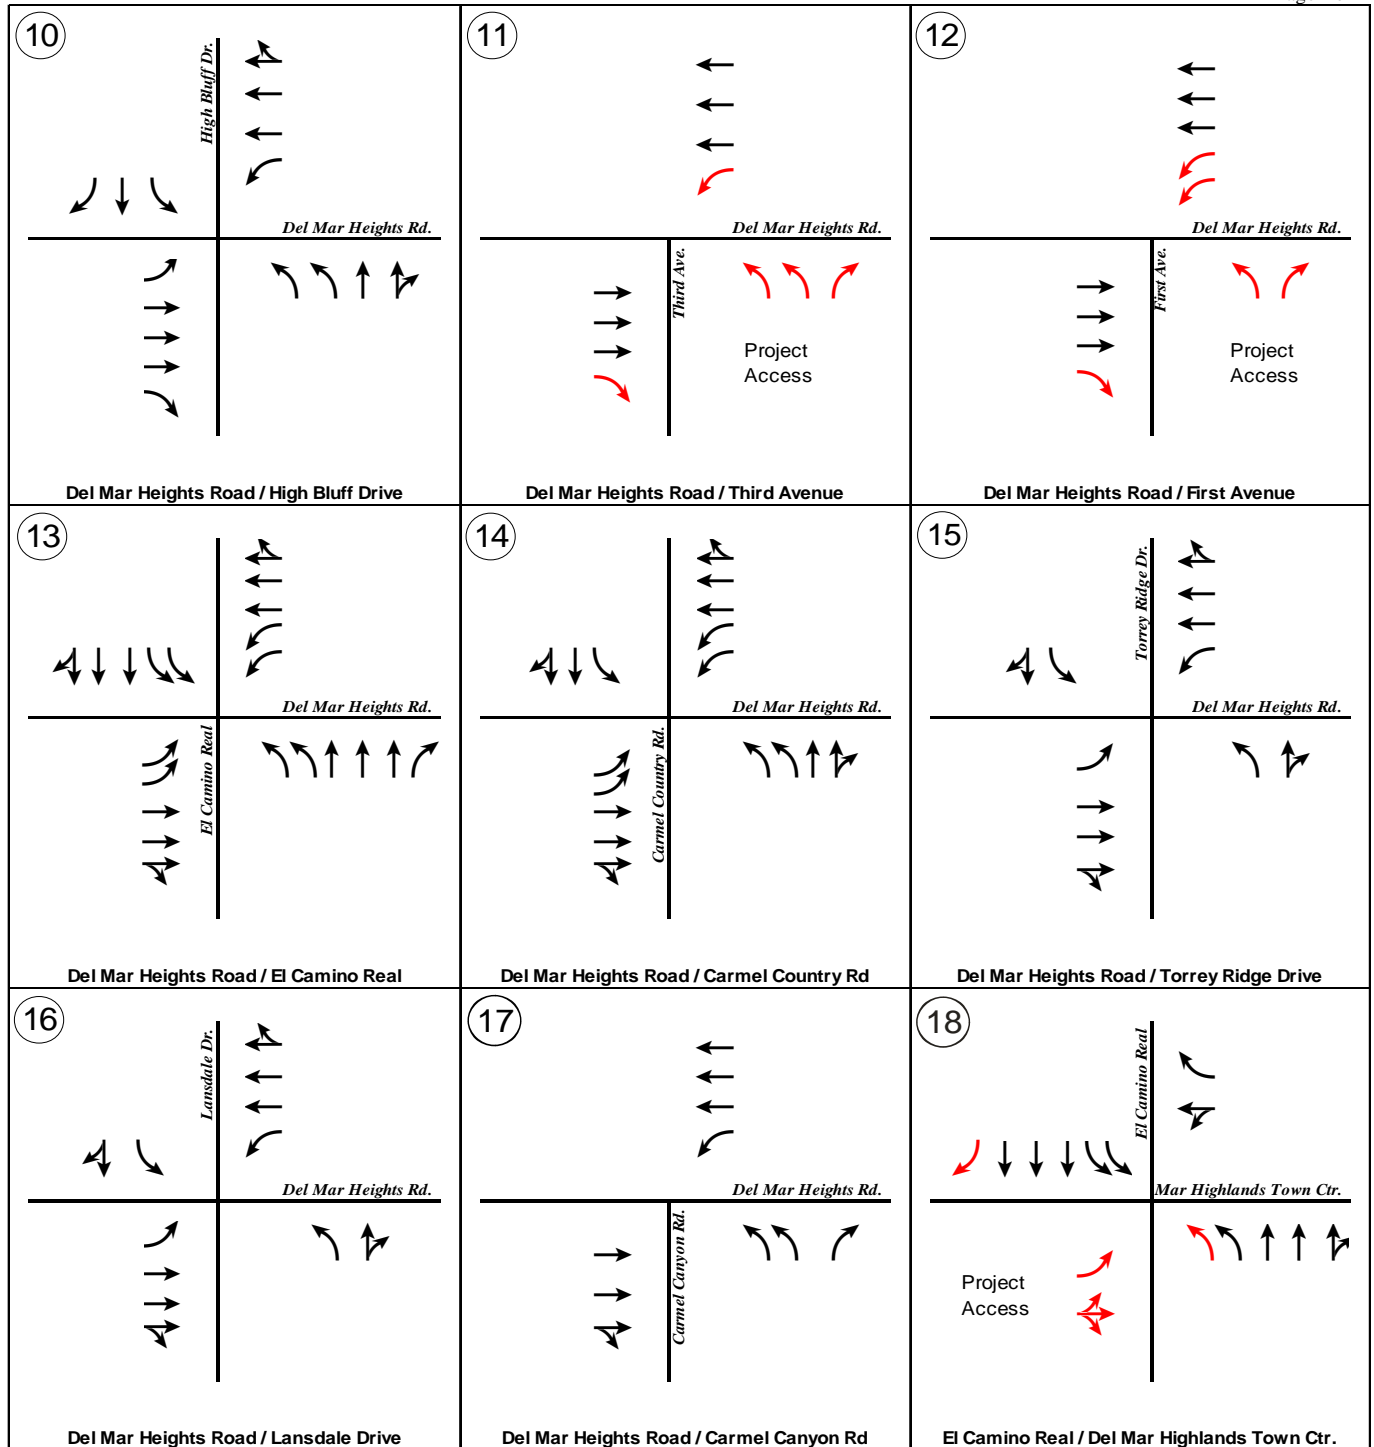 10
High Bluff Dr.
Del Mar Heights Rd.
Del Mar Heights Road / High Bluff Drive
11
Del Mar Heights Rd.
Third Ave.
Project
Access
Del Mar Heights Road / Third Avenue
12
Del Mar Heights Rd.
First Ave.
Project
Access
Del Mar Heights Road / First Avenue
13
Del Mar Heights Rd.
El Camino Real
Del Mar Heights Road / El Camino Real
14
Del Mar Heights Rd.
Carmel Country Rd.
Del Mar Heights Road / Carmel Country Rd
15
Torrey Ridge Dr.
Del Mar Heights Rd.
Del Mar Heights Road / Torrey Ridge Drive
16
Lansdale Dr.
Del Mar Heights Rd.
Del Mar Heights Road / Lansdale Drive
17
Del Mar Heights Rd.
Carmel Canyon Rd.
Del Mar Heights Road / Carmel Canyon Rd
18
El Camino Real
Mar Highlands Town Ctr.
Project
Access
El Camino Real / Del Mar Highlands Town Ctr.